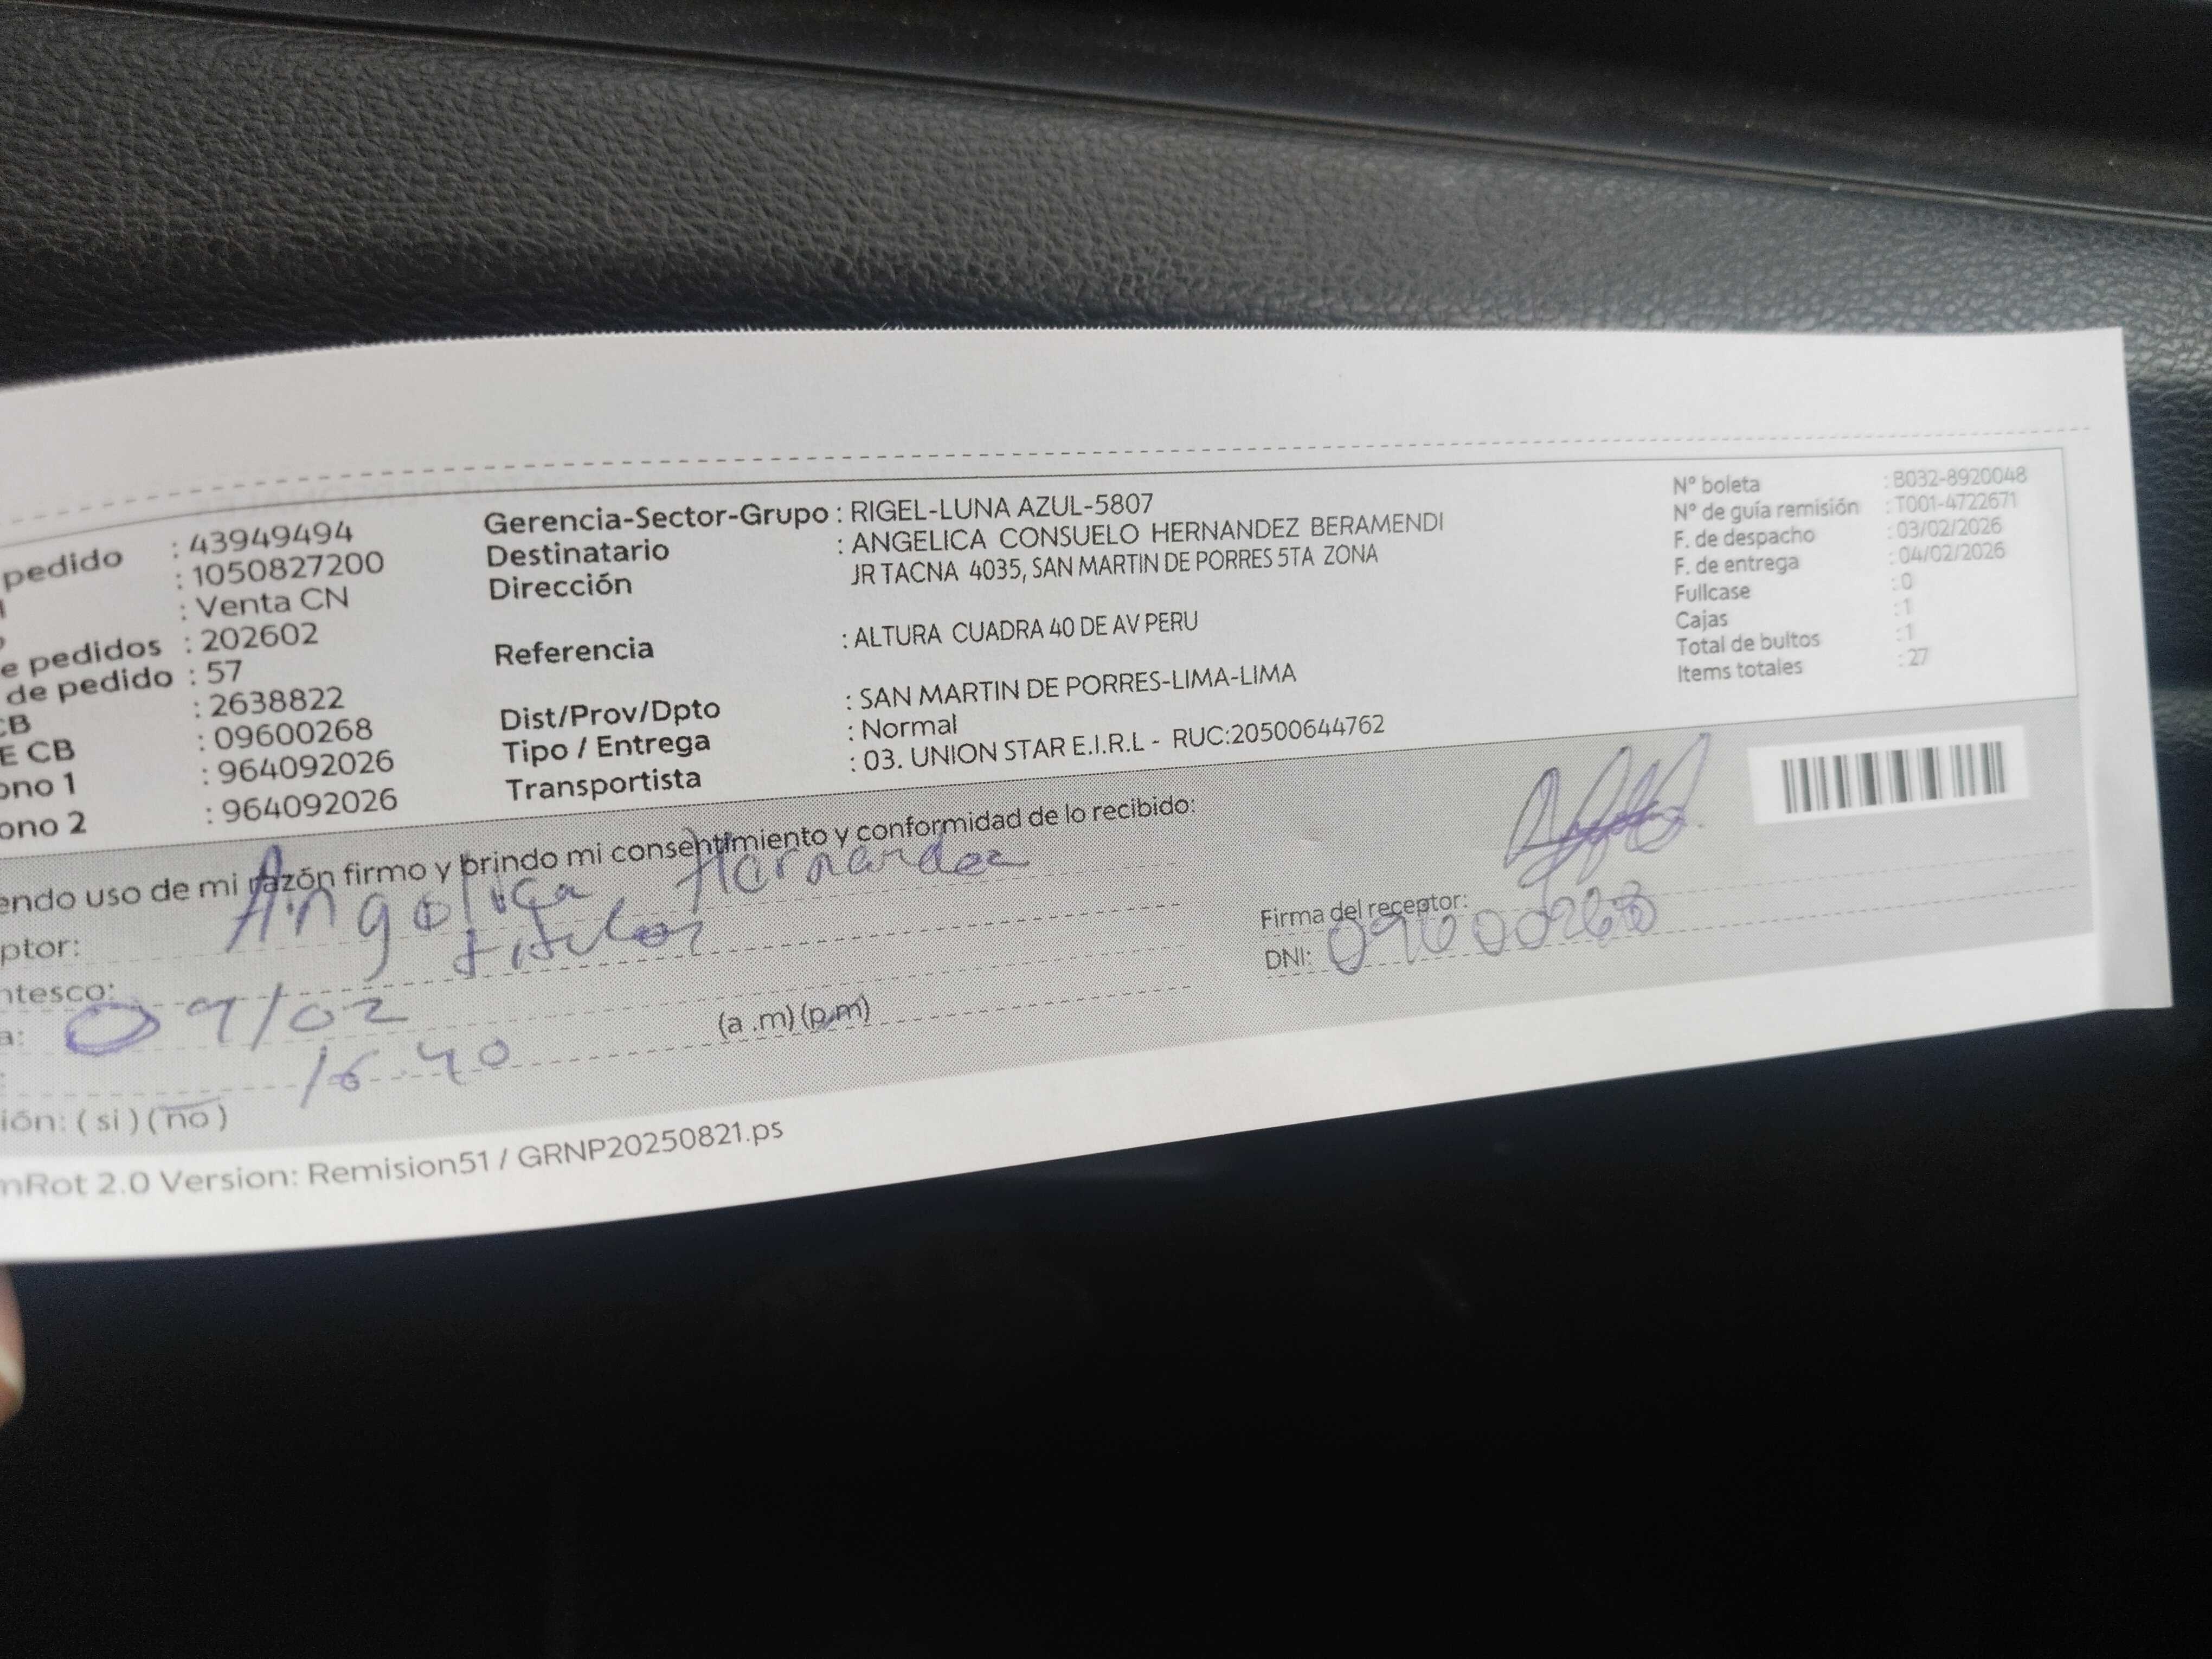 pedido : 43949494
: 1050827200
: Venta CN
e pedidos : 202602
de pedido : 57
CB : 2638822
E CB : 09600268
ono 1 : 964092026
ono 2 : 964092026
Gerencia-Sector-Grupo : RIGEL-LUNA AZUL-5807
Destinatario : ANGELICA CONSUELO HERNANDEZ BERAMENDI
Dirección JR TACNA 4035, SAN MARTIN DE PORRES 5TA ZONA
Referencia : ALTURA CUADRA 40 DE AV PERU
Dist/Prov/Dpto : SAN MARTIN DE PORRES-LIMA-LIMA
Tipo / Entrega : Normal
Transportista : 03. UNION STAR E.I.R.L - RUC:20500644762
N° boleta : B032-8920048
N° de guía remisión : T001-4722671
F. de despacho : 03/02/2026
F. de entrega : 04/02/2026
Fullcase : 0
Cajas : 1
Total de bultos : 1
Items totales : 27
endo uso de mi razón firmo y brindo mi consentimiento y conformidad de lo recibido:
ptor: Angelica Hernandez
ntesco: titular
a: 04/02
16:40 (a .m) (p.m)
ión: ( si ) ( no )
Firma del receptor:
DNI: 09600268
mRot 2.0 Version: Remision51 / GRNP20250821.ps